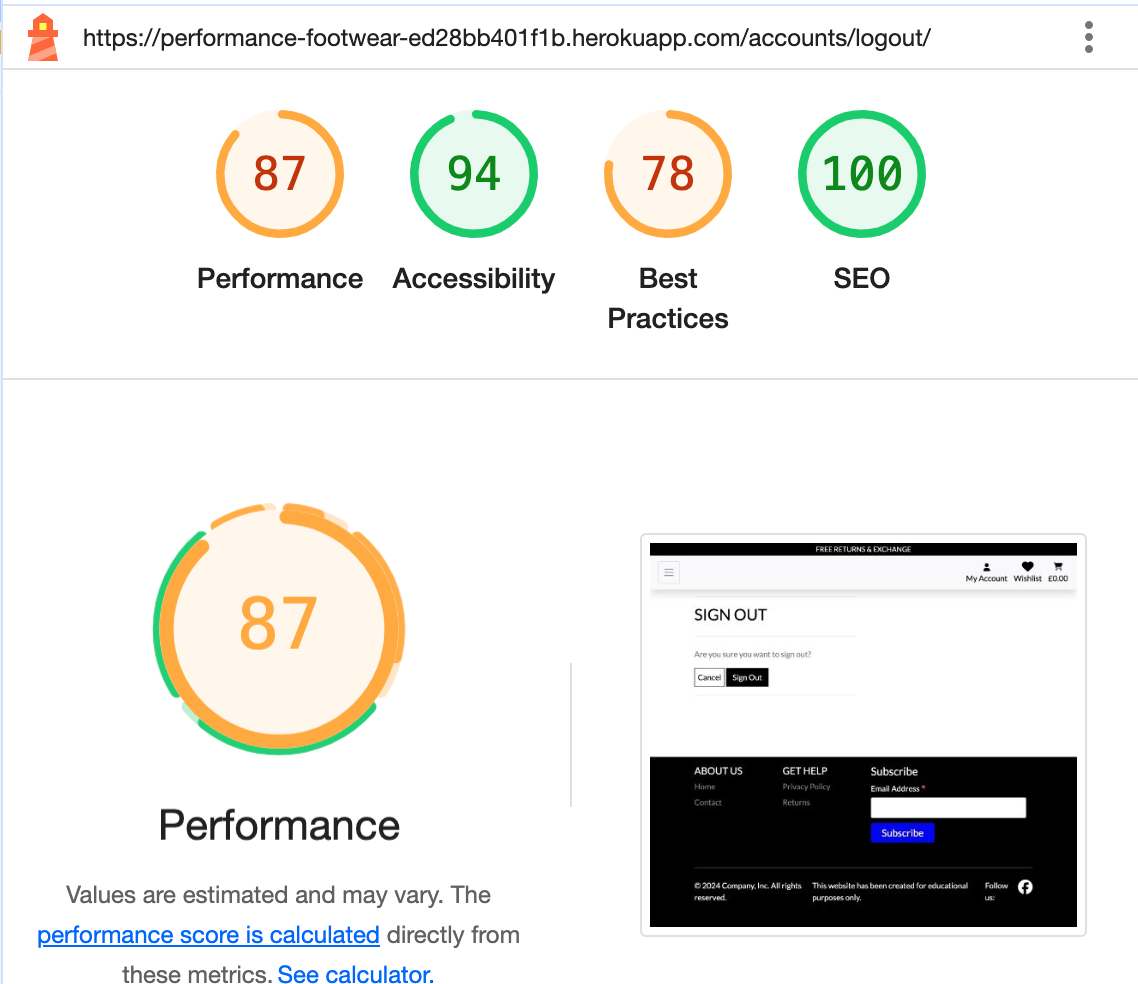 https://performance-footwear-ed28bb401f1b.herokuapp.com/accounts/logout/
87
94
78
100
Performance
Accessibility
Best
Practices
SEO
87
Performance
Values are estimated and may vary. The
performance score is calculated directly from
these metrics. See calculator.
FREE RETURNS & EXCHANGE
My Account
Wishlist
£0.00
SIGN OUT
Are you sure you want to sign out?
Cancel
Sign Out
ABOUT US
Home
Contact
GET HELP
Privacy Policy
Returns
Subscribe
Email Address *
Subscribe
© 2024 Company, Inc. All rights
reserved.
This website has been created for educational
purposes only.
Follow
us: